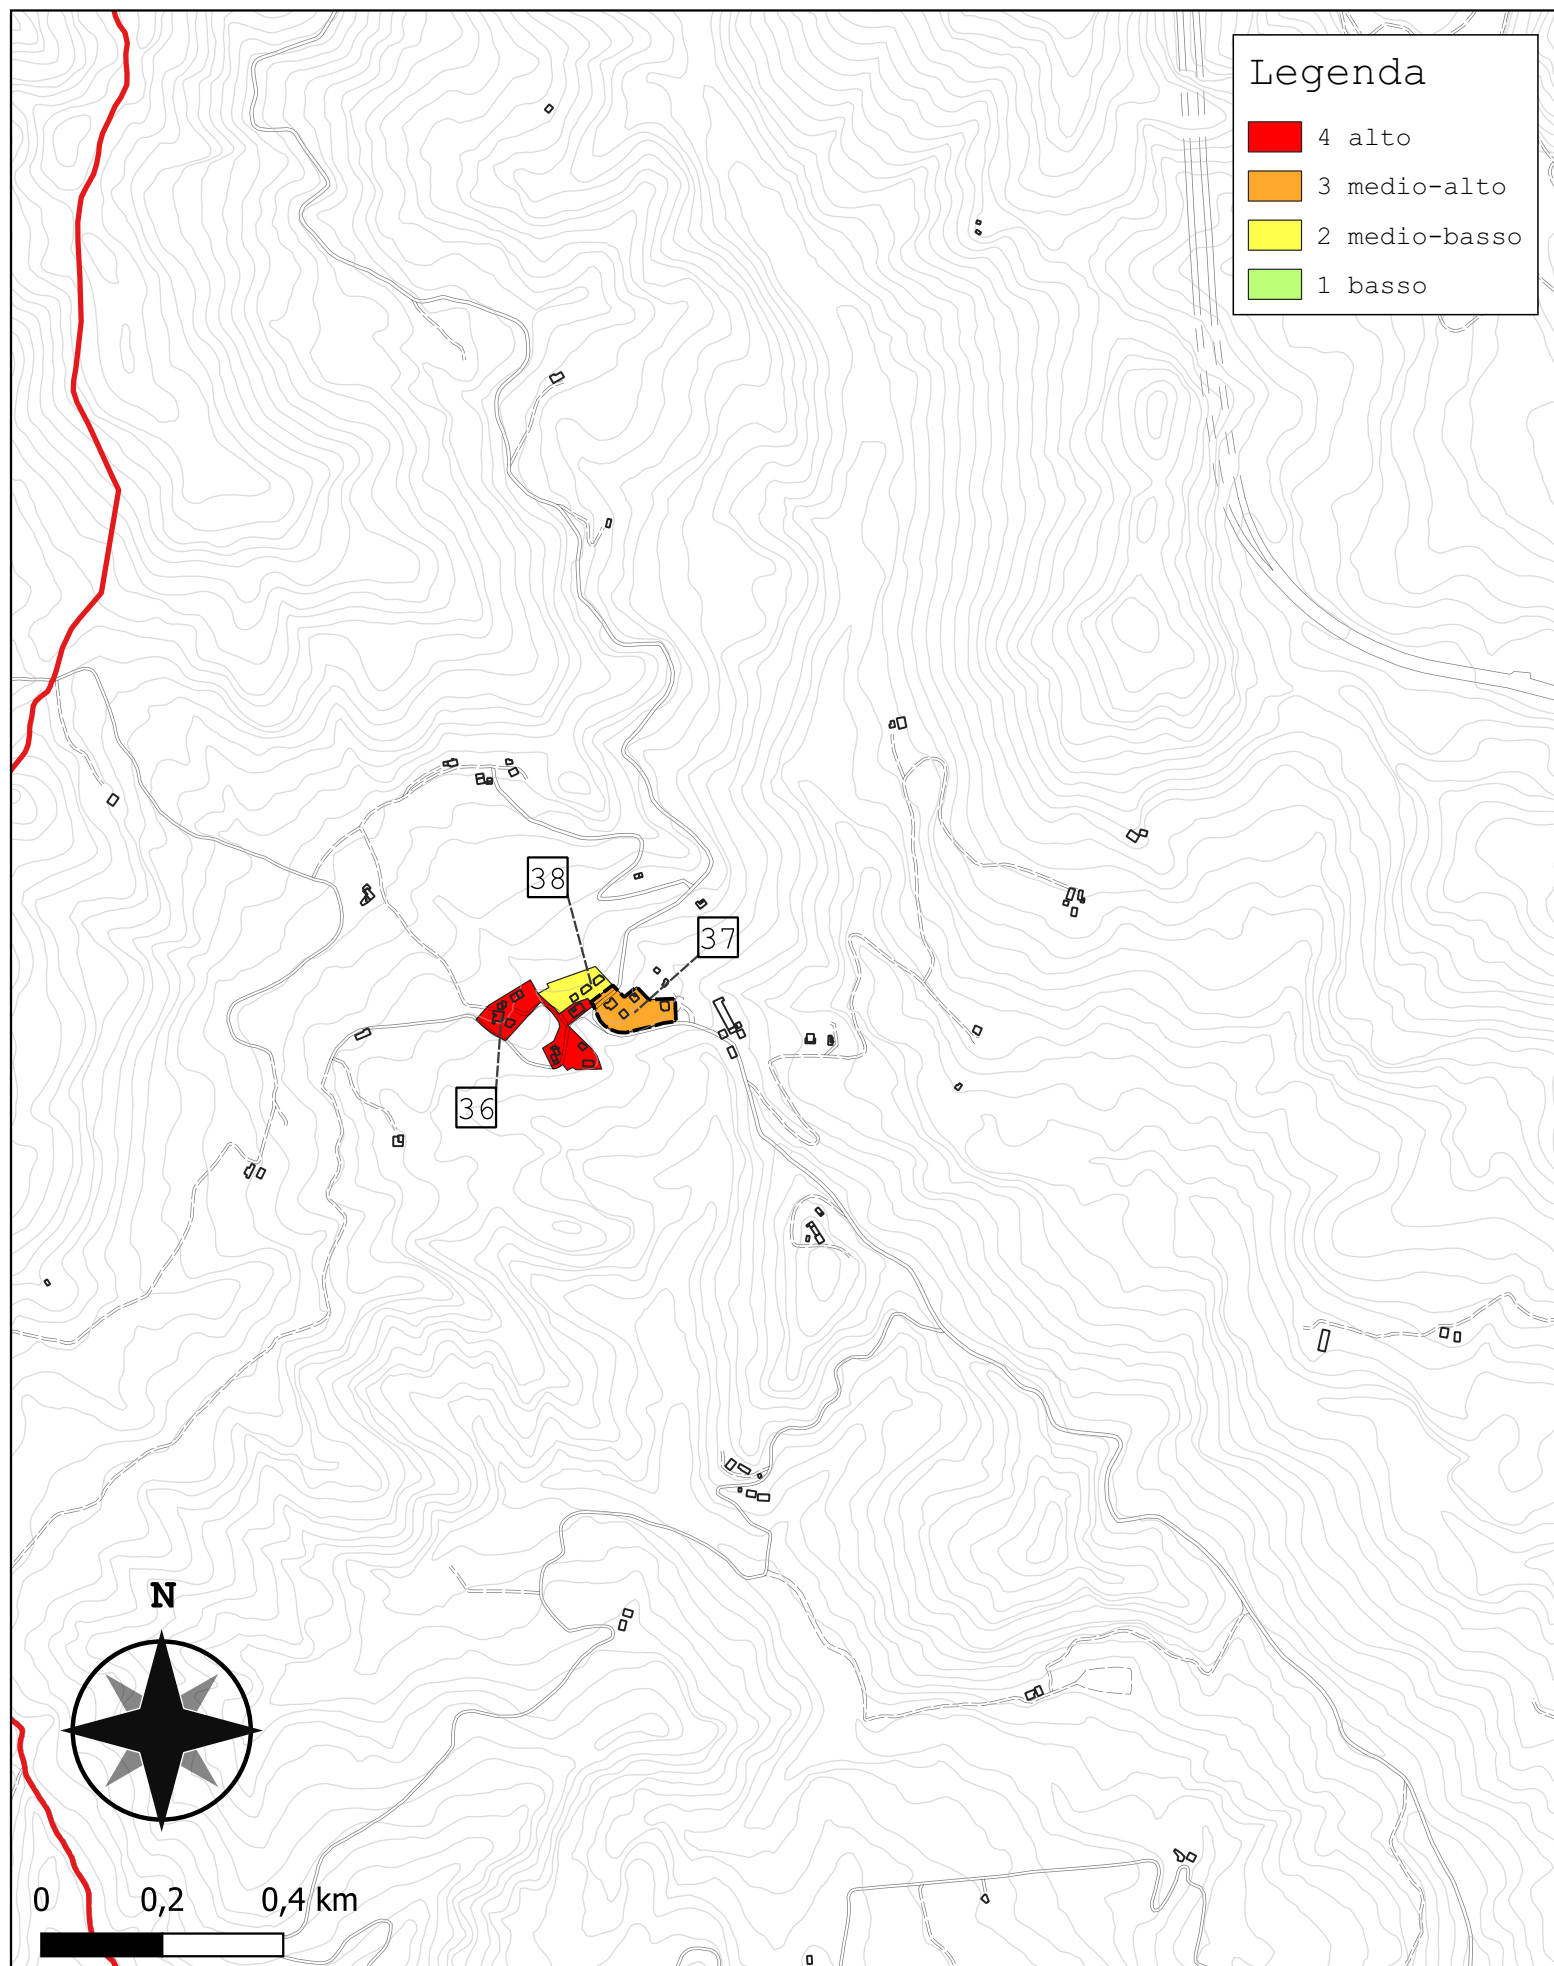 Legenda
4 alto
3 medio-alto
2 medio-basso
1 basso
38
37
36
N
0 0,2 0,4 km